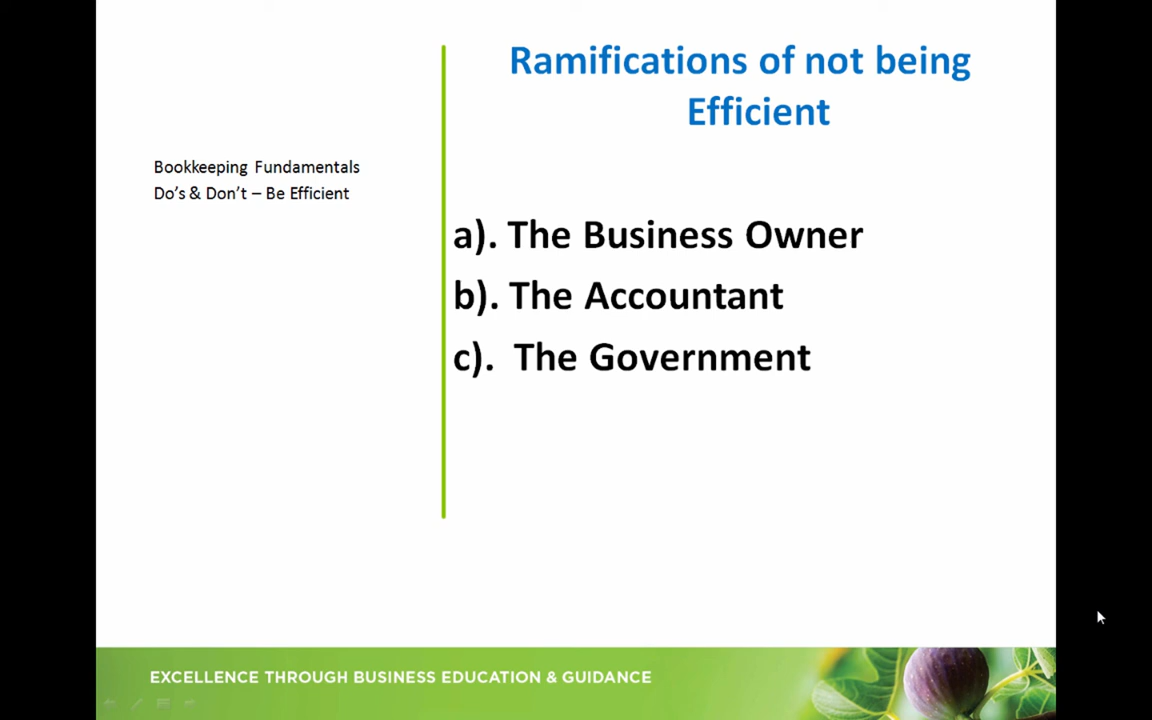 Ramifications of not being
Efficient
Bookkeeping Fundamentals
Do's & Don't – Be Efficient
a). The Business Owner
b). The Accountant
c). The Government
EXCELLENCE THROUGH BUSINESS EDUCATION & GUIDANCE